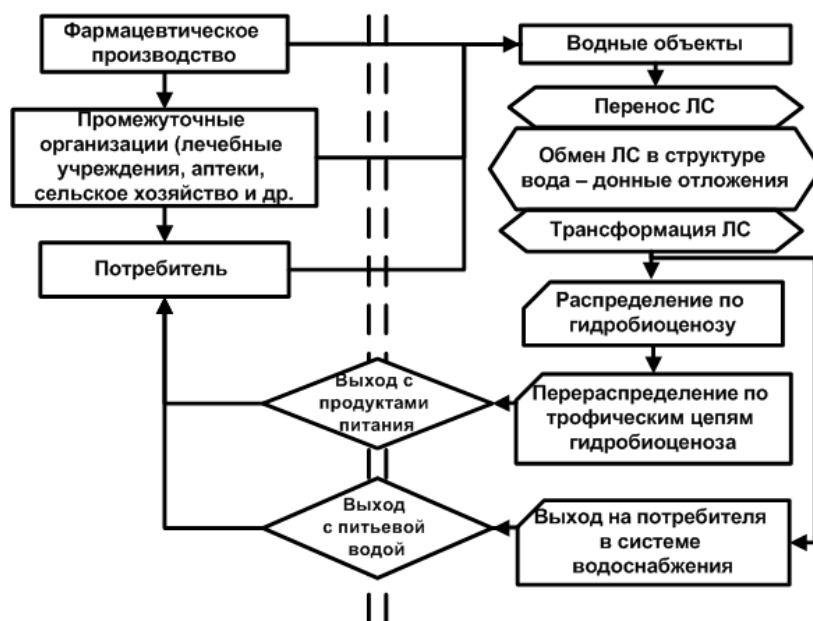 Фармацевтическое
производство
Промежуточные
организации (лечебные
учреждения, аптеки,
сельское хозяйство и др.
Потребитель
Водные объекты
Перенос ЛС
Обмен ЛС в структуре
вода – донные отложения
Трансформация ЛС
Распределение по
гидробиоценозу
Перераспределение по
трофическим цепям
гидробиоценоза
Выход с
продуктами
питания
Выход на потребителя
в системе
водоснабжения
Выход
с питьевой
водой